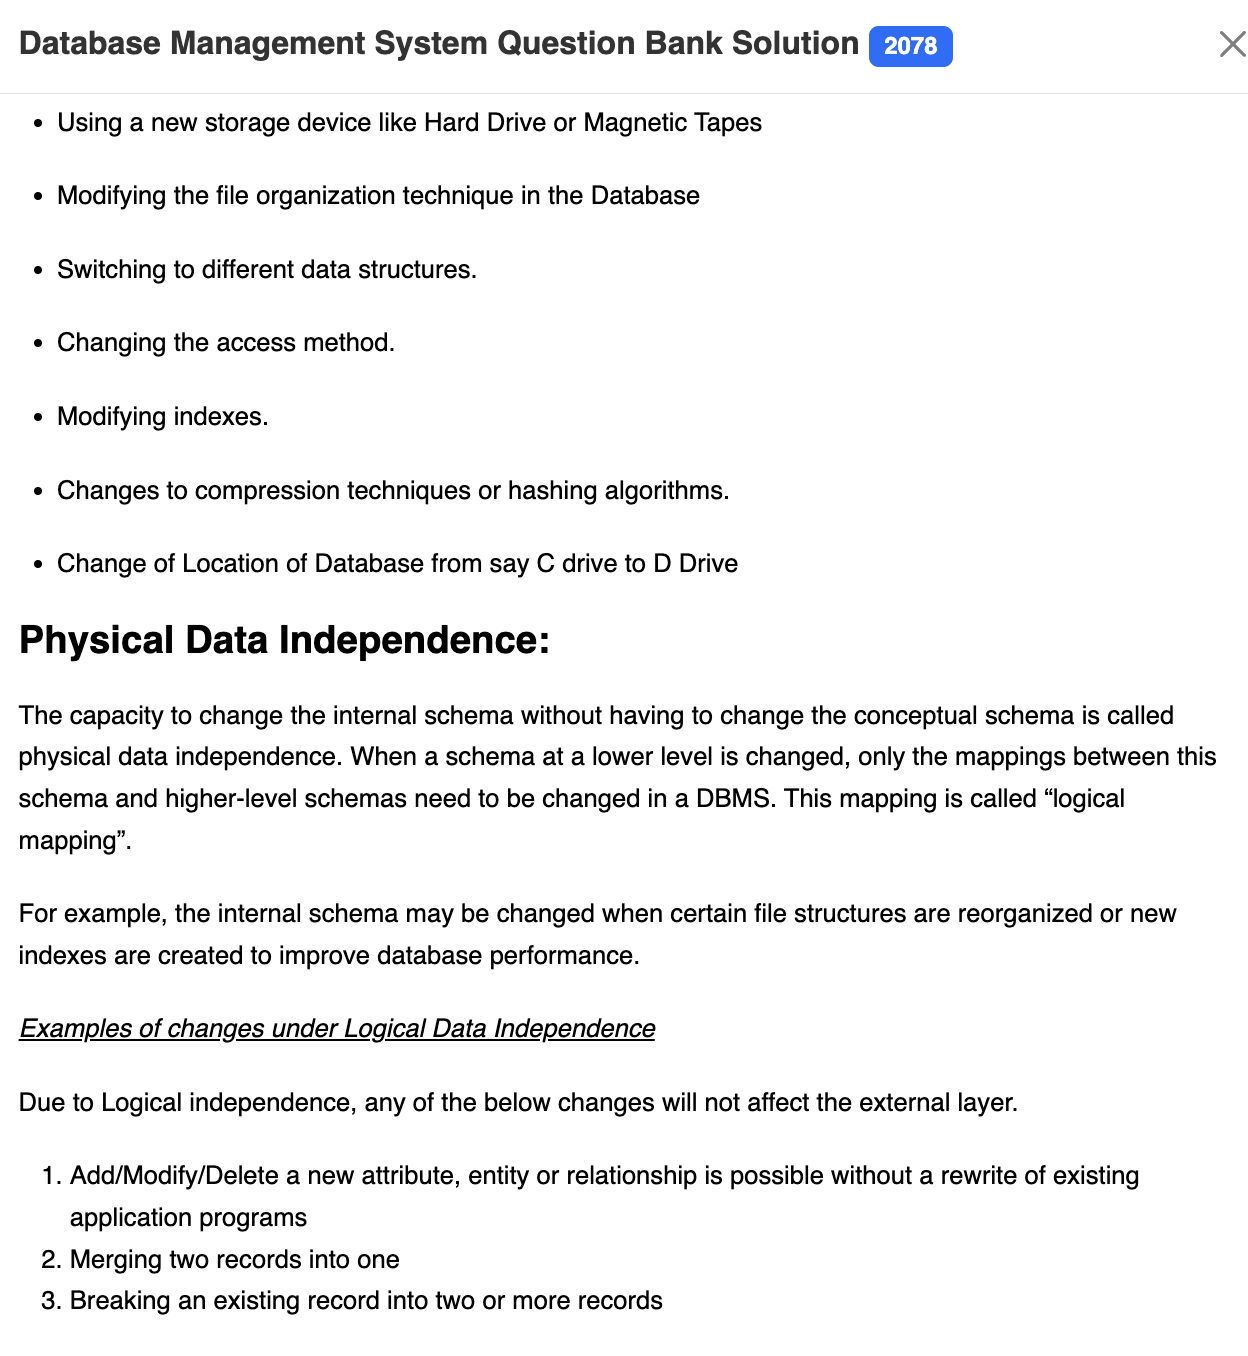 Database Management System Question Bank Solution 2078
• Using a new storage device like Hard Drive or Magnetic Tapes
• Modifying the file organization technique in the Database
• Switching to different data structures.
• Changing the access method.
• Modifying indexes.
• Changes to compression techniques or hashing algorithms.
• Change of Location of Database from say C drive to D Drive
Physical Data Independence:
The capacity to change the internal schema without having to change the conceptual schema is called
physical data independence. When a schema at a lower level is changed, only the mappings between this
schema and higher-level schemas need to be changed in a DBMS. This mapping is called “logical
mapping”.
For example, the internal schema may be changed when certain file structures are reorganized or new
indexes are created to improve database performance.
Examples of changes under Logical Data Independence
Due to Logical independence, any of the below changes will not affect the external layer.
1. Add/Modify/Delete a new attribute, entity or relationship is possible without a rewrite of existing
application programs
2. Merging two records into one
3. Breaking an existing record into two or more records